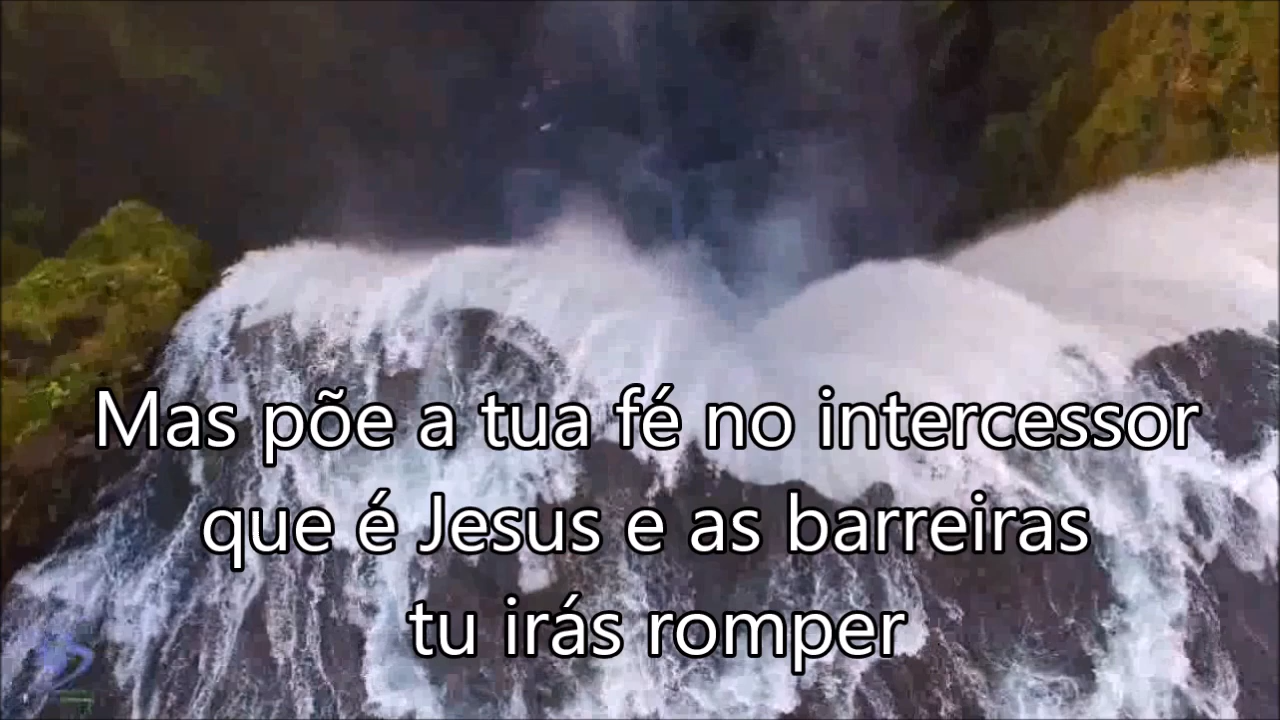 Mas põe a tua fé no intercessor
que é Jesus e as barreiras
tu irás romper